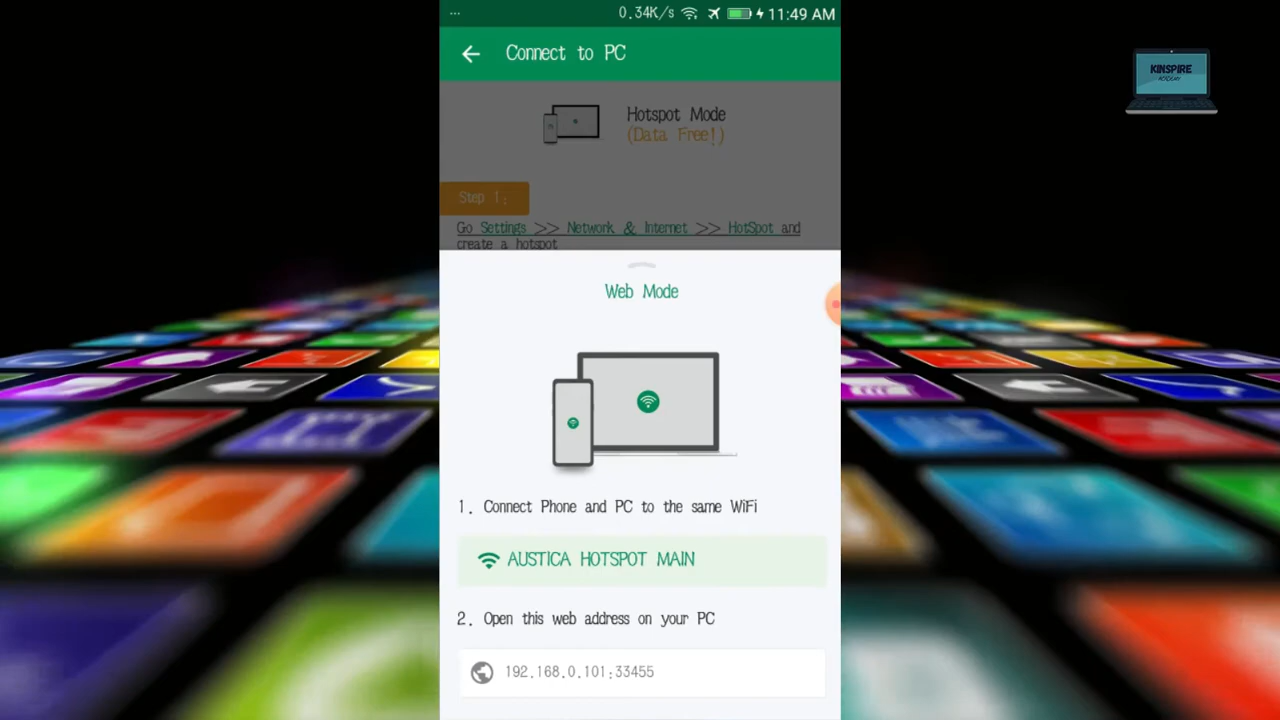 ... 0.34K/s 11:49 AM
Connect to PC
KINSPIRE
ACADEMY
Hotspot Mode
(Data Free!)
Step 1:
Go Settings >> Network & Internet >> HotSpot and
create a hotspot
Web Mode
1. Connect Phone and PC to the same WiFi
AUSTICA HOTSPOT MAIN
2. Open this web address on your PC
192.168.0.101:33455